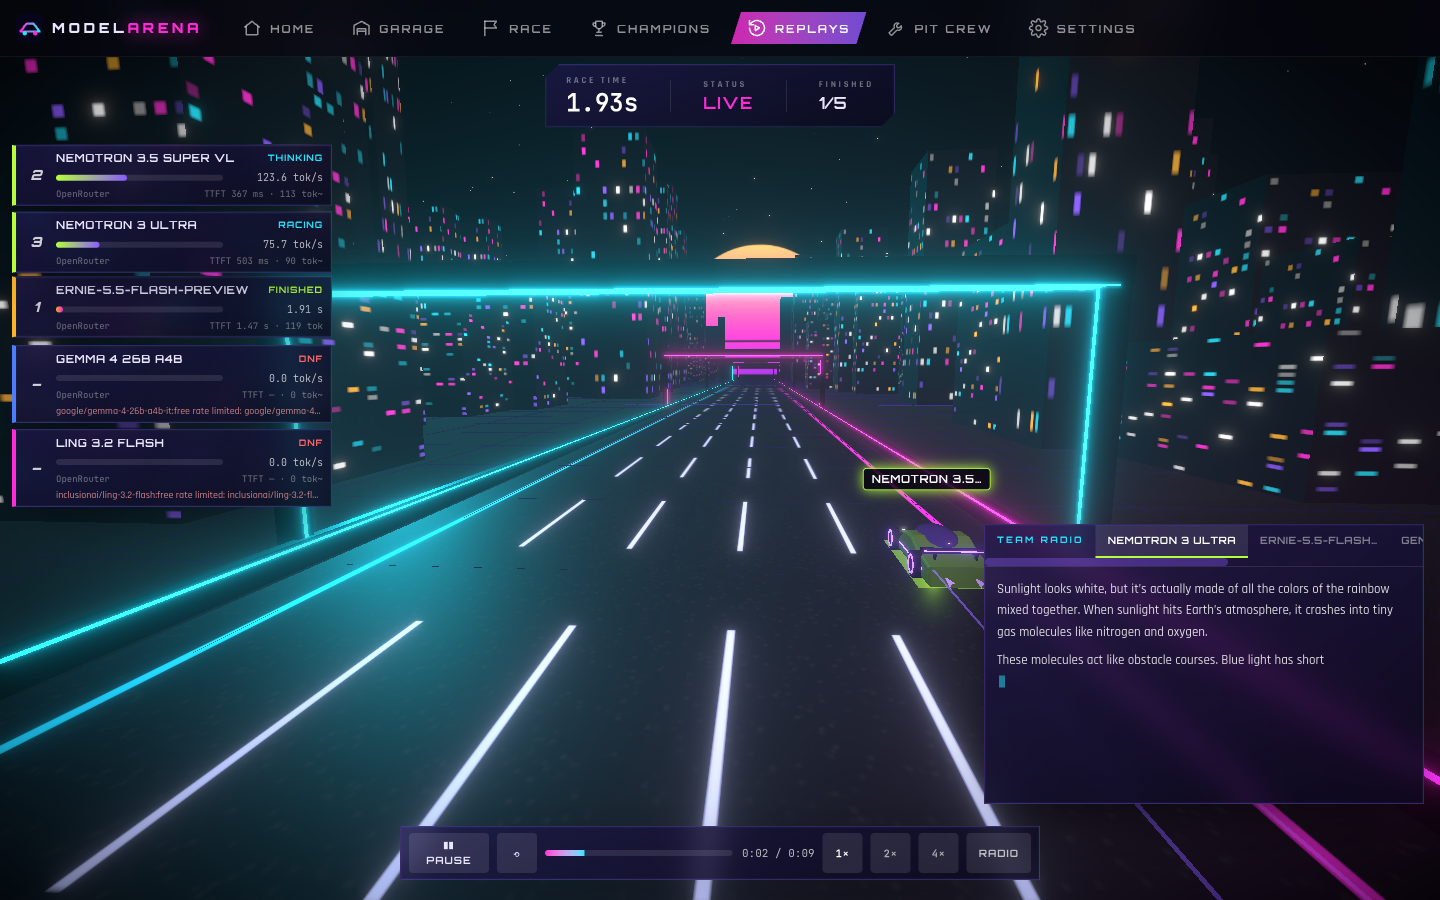 MODELARENA
HOME
GARAGE
RACE
CHAMPIONS
REPLAYS
PIT CREW
SETTINGS
RACE TIME
1.93s
STATUS
LIVE
FINISHED
1/5
2
NEMOTRON 3.5 SUPER VL
THINKING
123.6 tok/s
OpenRouter
TTFT 367 ms · 113 tok~
3
NEMOTRON 3 ULTRA
RACING
75.7 tok/s
OpenRouter
TTFT 503 ms · 90 tok~
1
ERNIE-5.5-FLASH-PREVIEW
FINISHED
1.91 s
OpenRouter
TTFT 1.47 s · 119 tok
–
GEMMA 4 26B A4B
DNF
0.0 tok/s
OpenRouter
TTFT — · 0 tok~
google/gemma-4-26b-a4b-it:free rate limited: google/gemma-4...
–
LING 3.2 FLASH
DNF
0.0 tok/s
OpenRouter
TTFT — · 0 tok~
inclusionai/ling-3.2-flash:free rate limited: inclusionai/ling-3.2-fl...
NEMOTRON 3.5...
TEAM RADIO
NEMOTRON 3 ULTRA
ERNIE-5.5-FLASH...
GEM
Sunlight looks white, but it's actually made of all the colors of the rainbow
mixed together. When sunlight hits Earth's atmosphere, it crashes into tiny
gas molecules like nitrogen and oxygen.
These molecules act like obstacle courses. Blue light has short
PAUSE
0:02 / 0:09
1×
2×
4×
RADIO